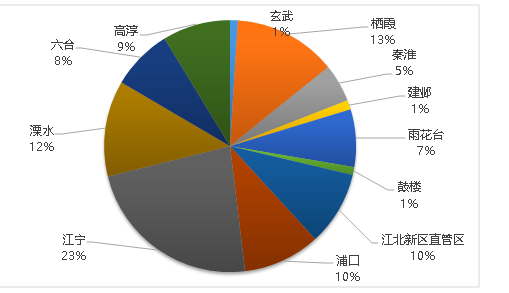 玄武
1%
栖霞
13%
秦淮
5%
建邺
1%
雨花台
7%
鼓楼
1%
江北新区直管区
10%
浦口
10%
江宁
23%
溧水
12%
六合
8%
高淳
9%